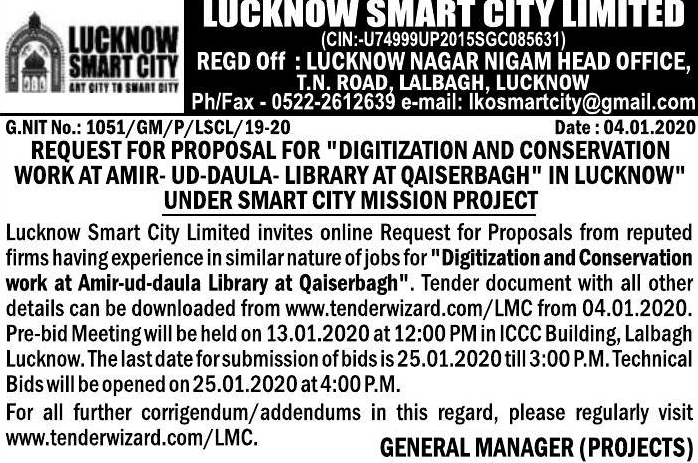 LUCKNOW SMART CITY LIMITED
(CIN:-U74999UP2015SGC085631)
LUCKNOW
SMART CITY
ART CITY TO SMART CITY
REGD Off : LUCKNOW NAGAR NIGAM HEAD OFFICE,
T.N. ROAD, LALBAGH, LUCKNOW
Ph/Fax - 0522-2612639 e-mail: lkosmartcity@gmail.com
G.NIT No.: 1051/GM/P/LSCL/19-20 Date : 04.01.2020
REQUEST FOR PROPOSAL FOR "DIGITIZATION AND CONSERVATION
WORK AT AMIR- UD-DAULA- LIBRARY AT QAISERBAGH" IN LUCKNOW"
UNDER SMART CITY MISSION PROJECT
Lucknow Smart City Limited invites online Request for Proposals from reputed
firms having experience in similar nature of jobs for "Digitization and Conservation
work at Amir-ud-daula Library at Qaiserbagh". Tender document with all other
details can be downloaded from www.tenderwizard.com/LMC from 04.01.2020.
Pre-bid Meeting will be held on 13.01.2020 at 12:00 PM in ICCC Building, Lalbagh
Lucknow. The last date for submission of bids is 25.01.2020 till 3:00 P.M. Technical
Bids will be opened on 25.01.2020 at 4:00 P.M.
For all further corrigendum/addendums in this regard, please regularly visit
www.tenderwizard.com/LMC.
GENERAL MANAGER (PROJECTS)